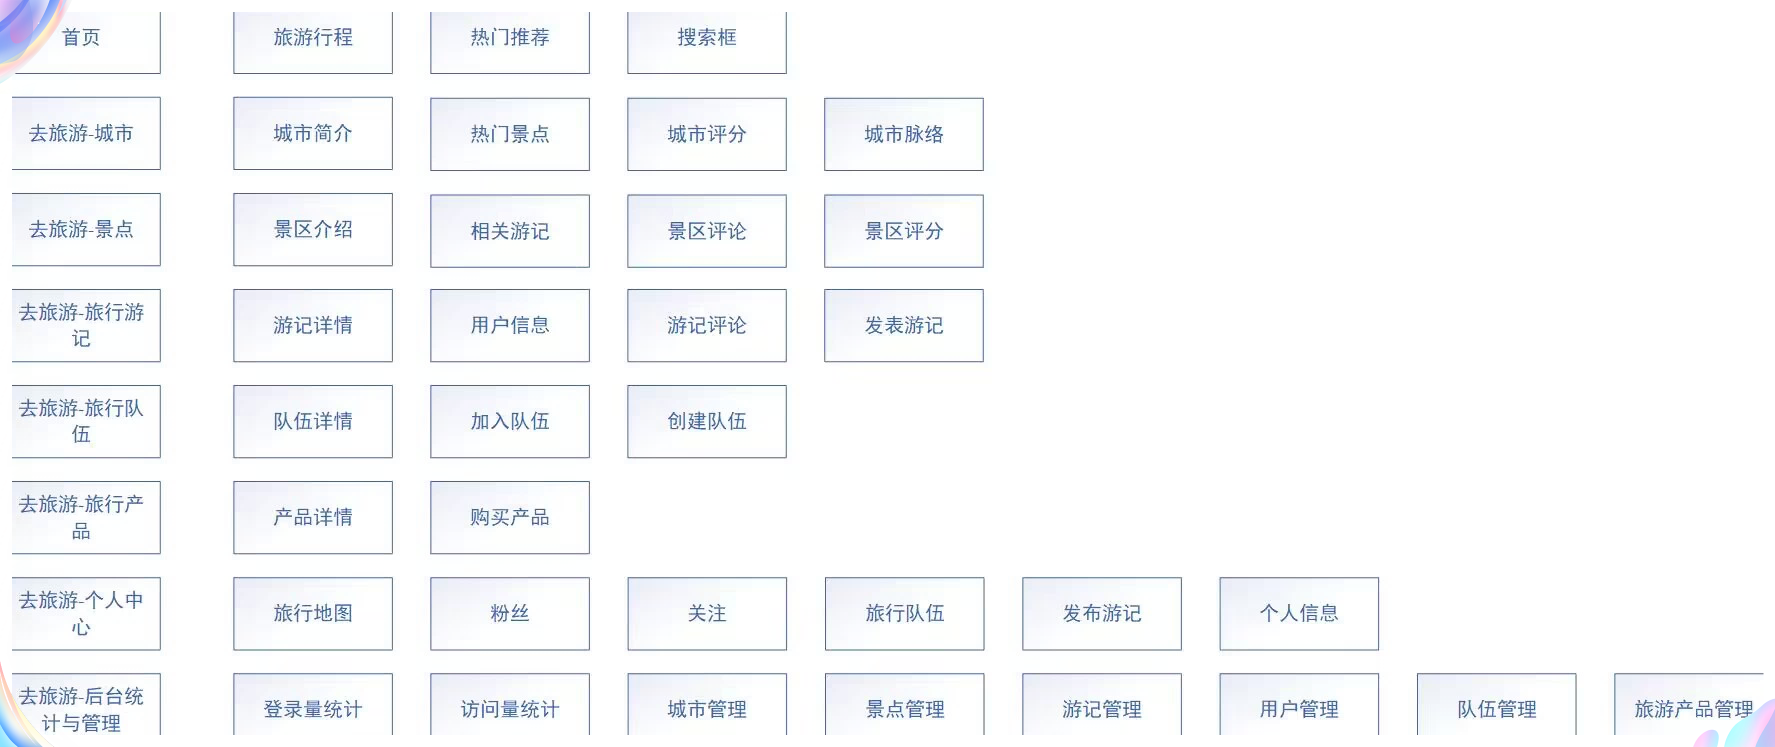 首页
旅游行程
热门推荐
搜索框
去旅游-城市
城市简介
热门景点
城市评分
城市脉络
去旅游-景点
景区介绍
相关游记
景区评论
景区评分
去旅游-旅行游
记
游记详情
用户信息
游记评论
发表游记
去旅游-旅行队
伍
队伍详情
加入队伍
创建队伍
去旅游-旅行产
品
产品详情
购买产品
去旅游-个人中
心
旅行地图
粉丝
关注
旅行队伍
发布游记
个人信息
去旅游-后台统
计与管理
登录量统计
访问量统计
城市管理
景点管理
游记管理
用户管理
队伍管理
旅游产品管理